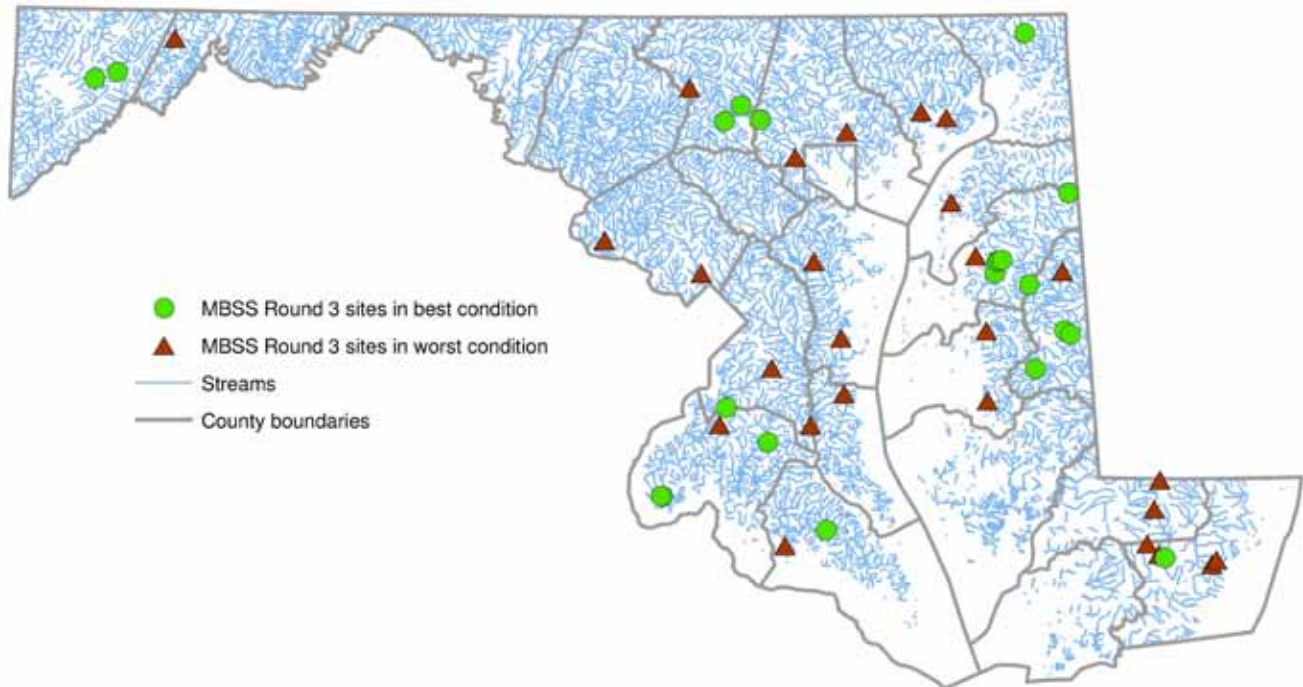 MBSS Round 3 sites in best condition
MBSS Round 3 sites in worst condition
Streams
County boundaries